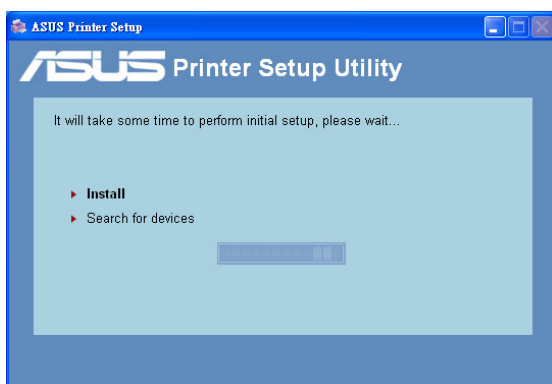 ASUS Printer Setup
ASUS Printer Setup Utility
It will take some time to perform initial setup, please wait...
Install
Search for devices